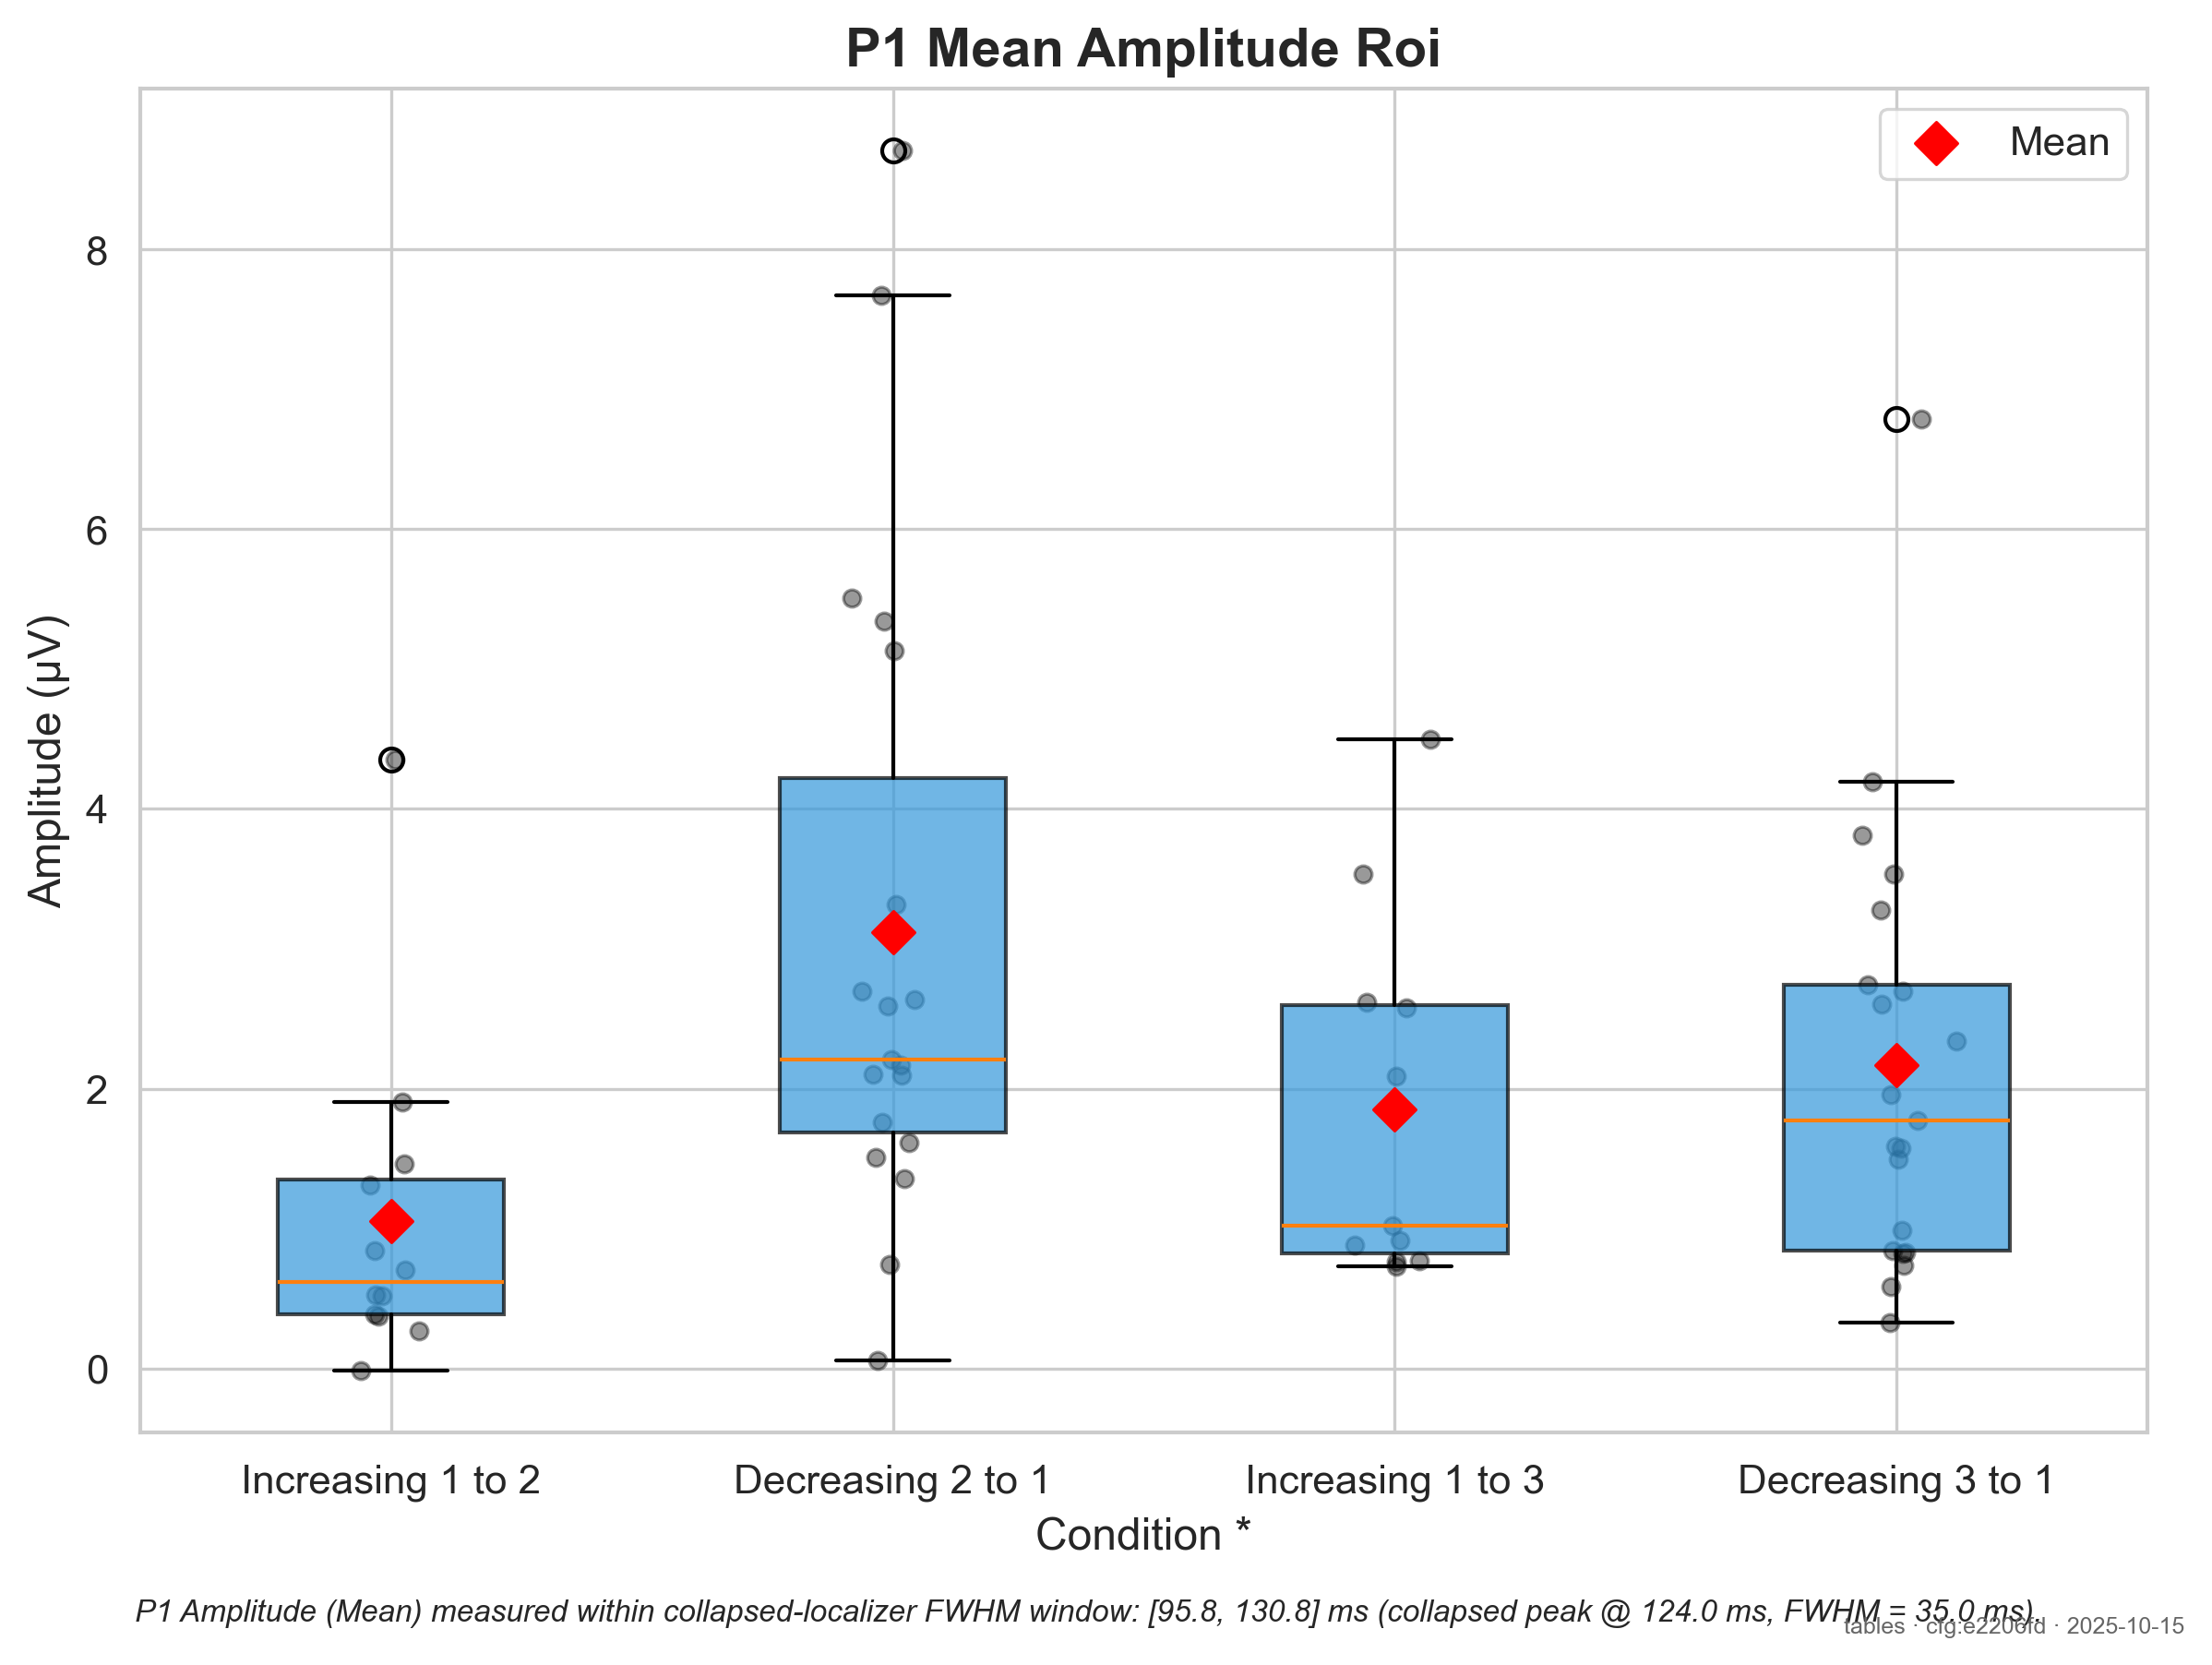 P1 Mean Amplitude Roi
Mean
8
6
4
2
0
Amplitude (µV)
Increasing 1 to 2
Decreasing 2 to 1
Increasing 1 to 3
Decreasing 3 to 1
Condition *
P1 Amplitude (Mean) measured within collapsed-localizer FWHM window: [95.8, 130.8] ms (collapsed peak @ 124.0 ms, FWHM = 35.0 ms).
tables · cfg:e2206fd · 2025-10-15